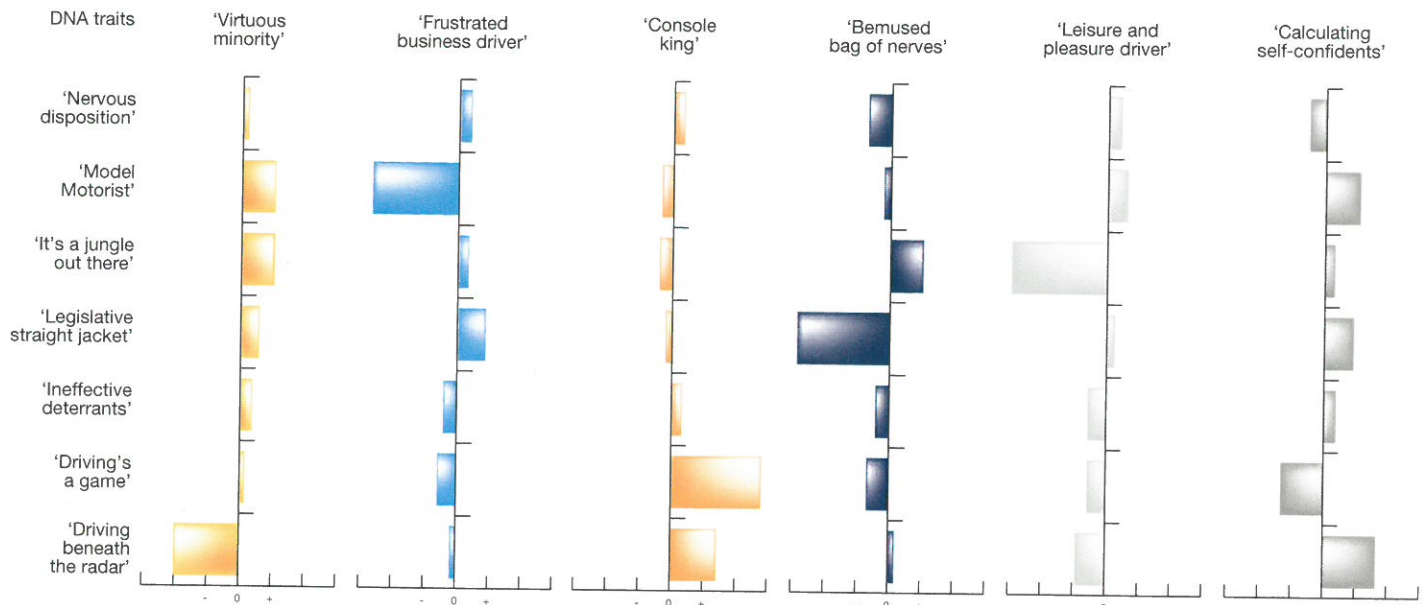 DNA traits
‘Virtuous
minority’
‘Frustrated
business driver’
‘Console
king’
‘Bemused
bag of nerves’
‘Leisure and
pleasure driver’
‘Calculating
self-confidents’
‘Nervous
disposition’
‘Model
Motorist’
‘It’s a jungle
out there’
‘Legislative
straight jacket’
‘Ineffective
deterrants’
‘Driving’s
a game’
‘Driving
beneath
the radar’
- 0 +
- 0 +